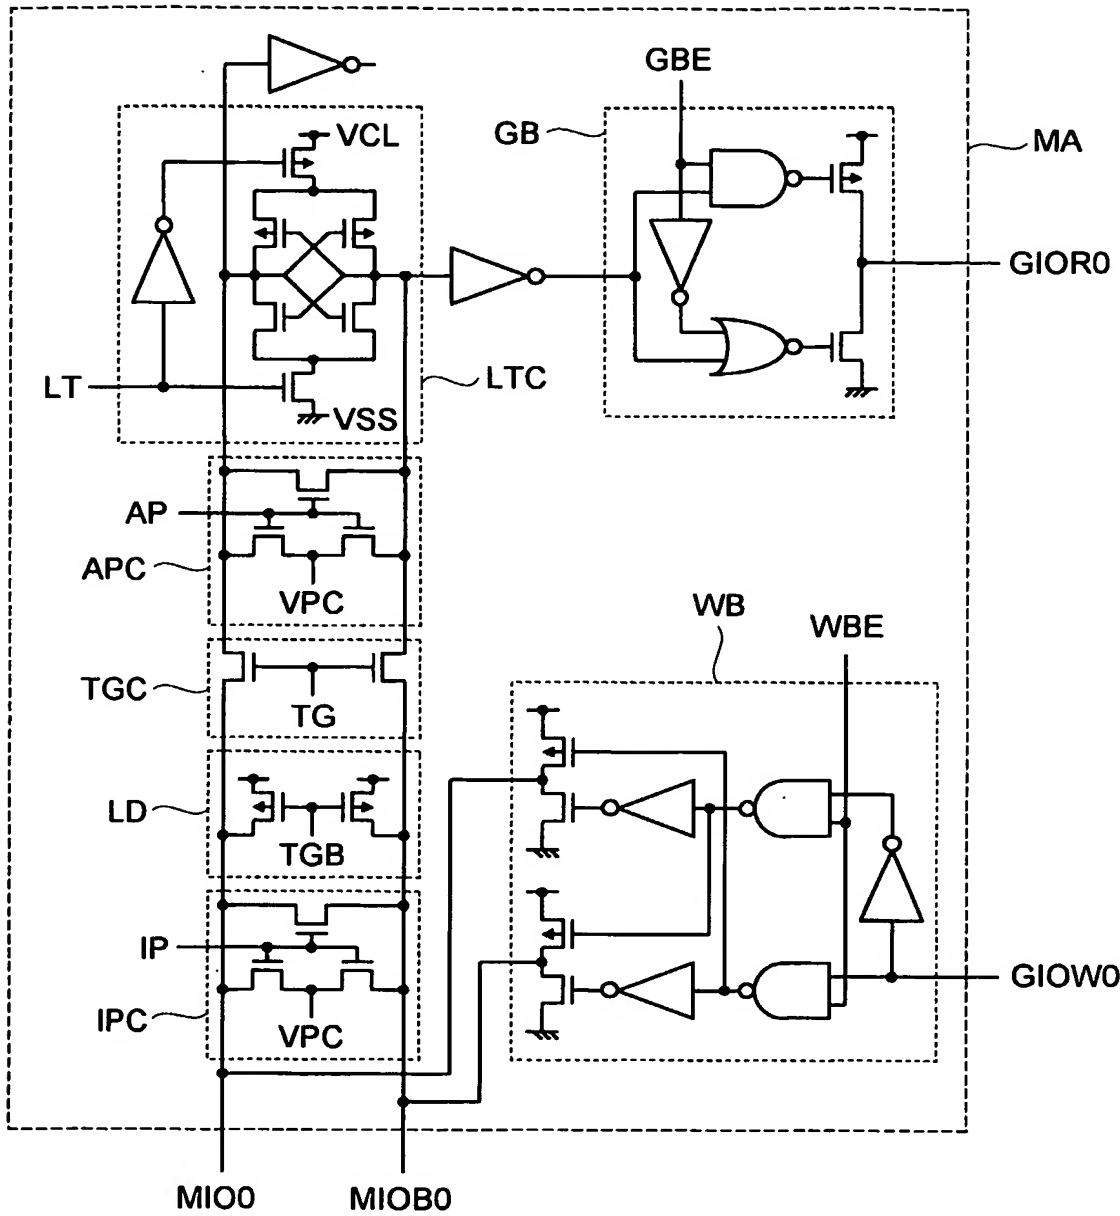 GBE
VCL
GB
MA
GIOR0
LT
LTC
VSS
AP
APC
VPC
WB
WBE
TGC
TG
LD
TGB
IP
GIOW0
IPC
VPC
MIO0
MIOB0